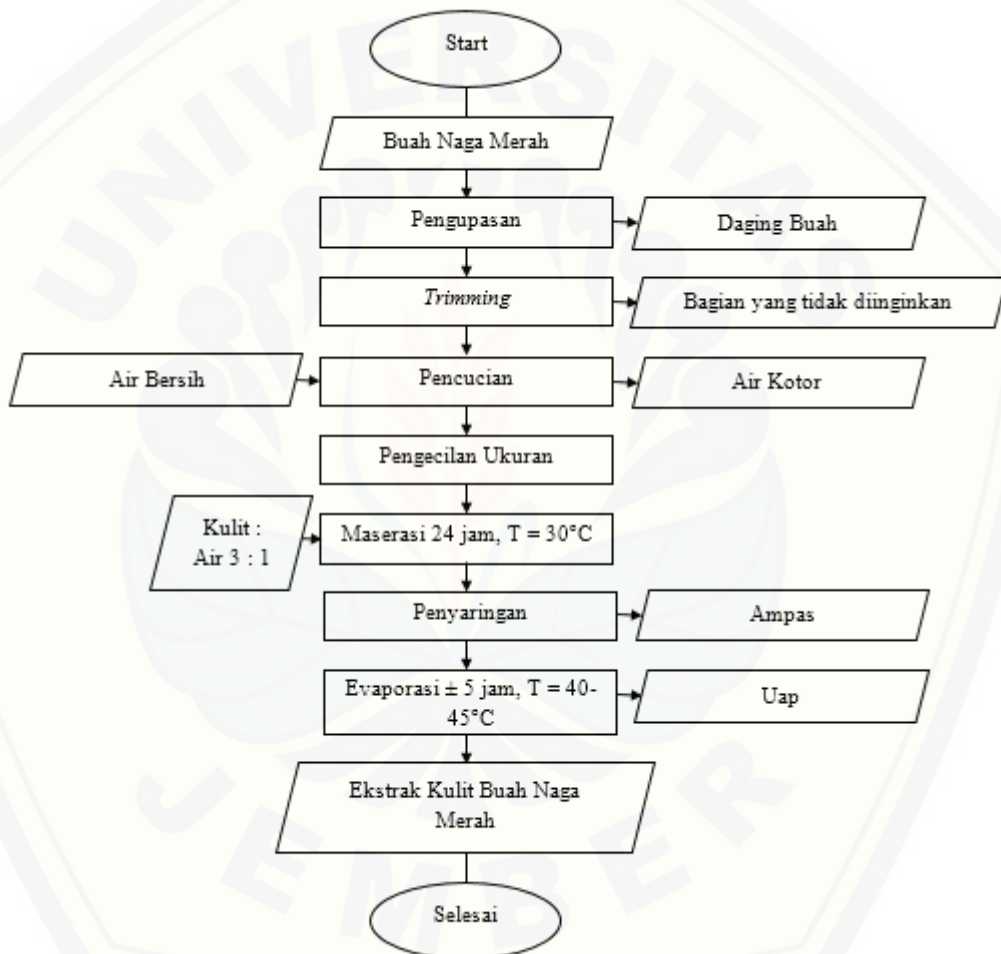 UNIVERSITAS
JEMBER
Start
Buah Naga Merah
Pengupasan
Daging Buah
Trimming
Bagian yang tidak diinginkan
Air Bersih
Pencucian
Air Kotor
Pengecilan Ukuran
Kulit :
Air 3 : 1
Maserasi 24 jam, T = 30°C
Penyaringan
Ampas
Evaporasi ± 5 jam, T = 40-
45°C
Uap
Ekstrak Kulit Buah Naga
Merah
Selesai